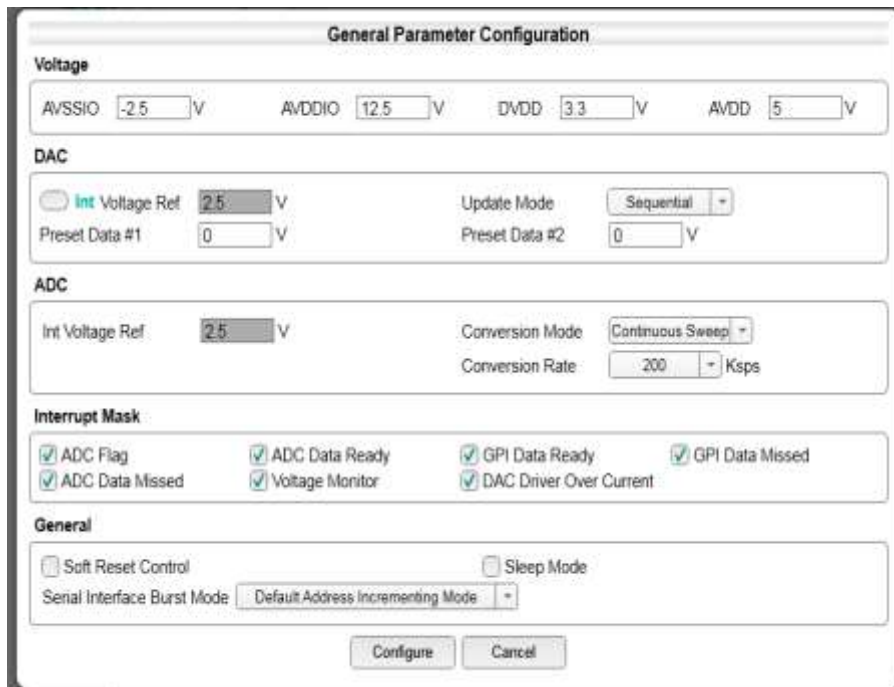 General Parameter Configuration
Voltage
AVSSIO -2.5 V AVDDIO 12.5 V DVDD 3.3 V AVDD 5 V
DAC
Int Voltage Ref 2.5 V Update Mode Sequential
Preset Data #1 0 V Preset Data #2 0 V
ADC
Int Voltage Ref 2.5 V Conversion Mode Continuous Sweep
Conversion Rate 200 Ksps
Interrupt Mask
ADC Flag ADC Data Ready GPI Data Ready GPI Data Missed
ADC Data Missed Voltage Monitor DAC Driver Over Current
General
Soft Reset Control Sleep Mode
Serial Interface Burst Mode Default Address Incrementing Mode
Configure Cancel